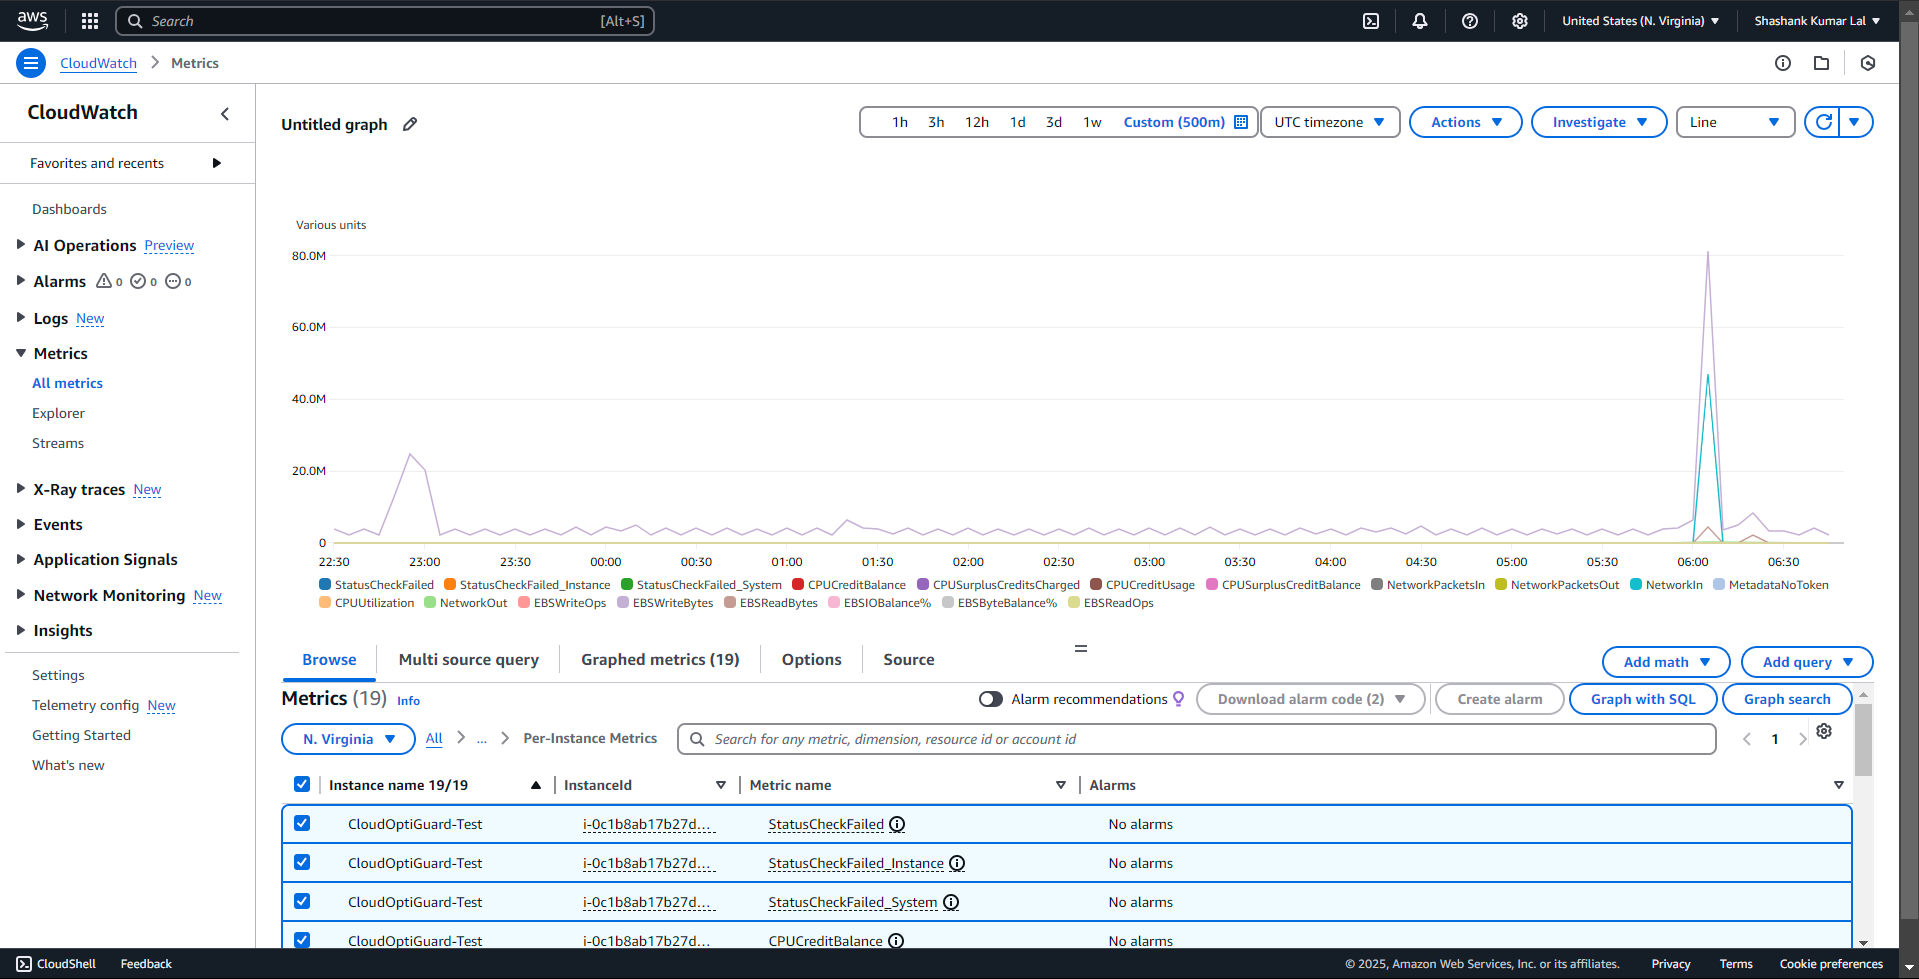 aws Search [Alt+S] United States (N. Virginia) Shashank Kumar Lal
CloudWatch Metrics
CloudWatch
Favorites and recents
Dashboards
AI Operations Preview
Alarms 0 0 0
Logs New
Metrics
All metrics
Explorer
Streams
X-Ray traces New
Events
Application Signals
Network Monitoring New
Insights
Settings
Telemetry config New
Getting Started
What's new
Untitled graph 1h 3h 12h 1d 3d 1w Custom (500m) UTC timezone Actions Investigate Line
Various units
80.0M
60.0M
40.0M
20.0M
0
22:30 23:00 23:30 00:00 00:30 01:00 01:30 02:00 02:30 03:00 03:30 04:00 04:30 05:00 05:30 06:00 06:30
StatusCheckFailed StatusCheckFailed_Instance StatusCheckFailed_System CPUCreditBalance CPUSurplusCreditsCharged CPUCreditUsage CPUSurplusCreditBalance NetworkPacketsIn NetworkPacketsOut NetworkIn MetadataNoToken
CPUUtilization NetworkOut EBSWriteOps EBSWriteBytes EBSReadBytes EBSIOBalance% EBSByteBalance% EBSReadOps
Browse Multi source query Graphed metrics (19) Options Source Add math Add query
Metrics (19) Info Alarm recommendations Download alarm code (2) Create alarm Graph with SQL Graph search
N. Virginia All ... Per-Instance Metrics Search for any metric, dimension, resource id or account id 1
Instance name 19/19 InstanceId Metric name Alarms
CloudOptiGuard-Test i-0c1b8ab17b27d... StatusCheckFailed No alarms
CloudOptiGuard-Test i-0c1b8ab17b27d... StatusCheckFailed_Instance No alarms
CloudOptiGuard-Test i-0c1b8ab17b27d... StatusCheckFailed_System No alarms
CloudOptiGuard-Test i-0c1b8ab17b27d... CPUCreditBalance No alarms
CloudShell Feedback © 2025, Amazon Web Services, Inc. or its affiliates. Privacy Terms Cookie preferences